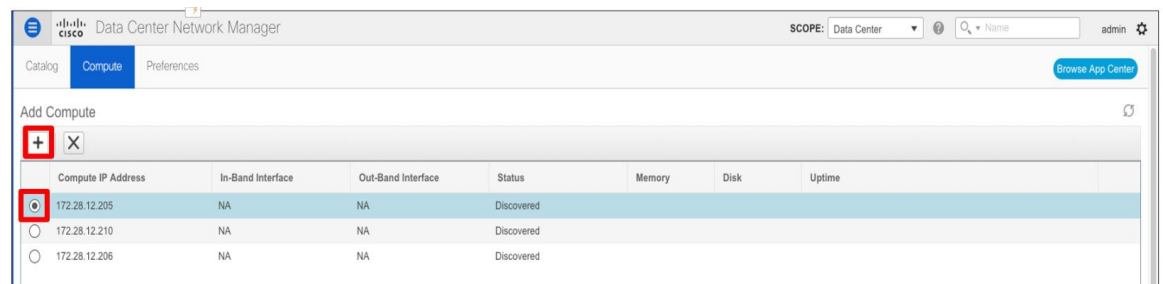 cisco Data Center Network Manager SCOPE: Data Center Name admin
Catalog Compute Preferences Browse App Center
Add Compute
+ X
Compute IP Address In-Band Interface Out-Band Interface Status Memory Disk Uptime
172.28.12.205 NA NA Discovered
172.28.12.210 NA NA Discovered
172.28.12.206 NA NA Discovered